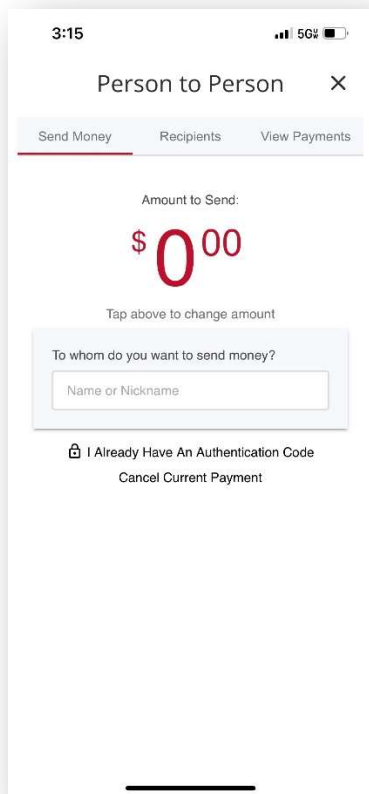 3:15
5G
Person to Person
Send Money Recipients View Payments
Amount to Send:
$0 00
Tap above to change amount
To whom do you want to send money?
Name or Nickname
I Already Have An Authentication Code
Cancel Current Payment